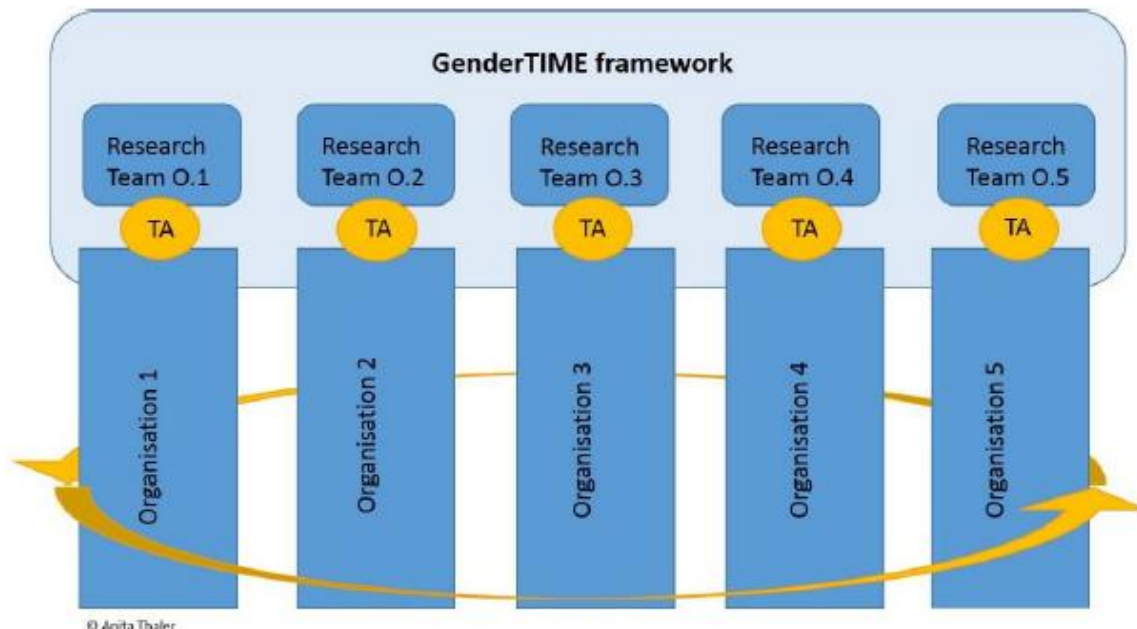 GenderTIME framework
Research
Team O.1
Research
Team O.2
Research
Team O.3
Research
Team O.4
Research
Team O.5
TA
TA
TA
TA
TA
Organisation 1
Organisation 2
Organisation 3
Organisation 4
Organisation 5
© Anita Thaler